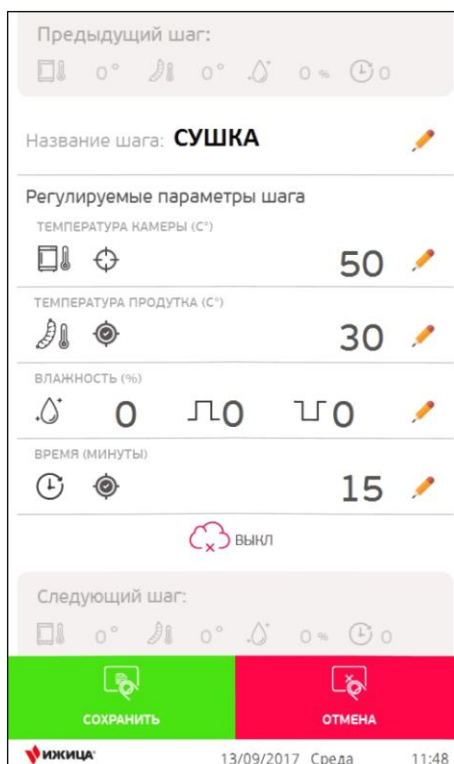 Предыдущий шаг:
0° 0° 0 % 0
Название шага: СУШКА
Регулируемые параметры шага
ТЕМПЕРАТУРА КАМЕРЫ (С°)
50
ТЕМПЕРАТУРА ПРОДУТКА (С°)
30
ВЛАЖНОСТЬ (%)
0 0 0
ВРЕМЯ (МИНУТЫ)
15
ВЫКЛ
Следующий шаг:
0° 0° 0 % 0
СОХРАНИТЬ ОТМЕНА
ИЖИЦА 13/09/2017 Среда 11:48